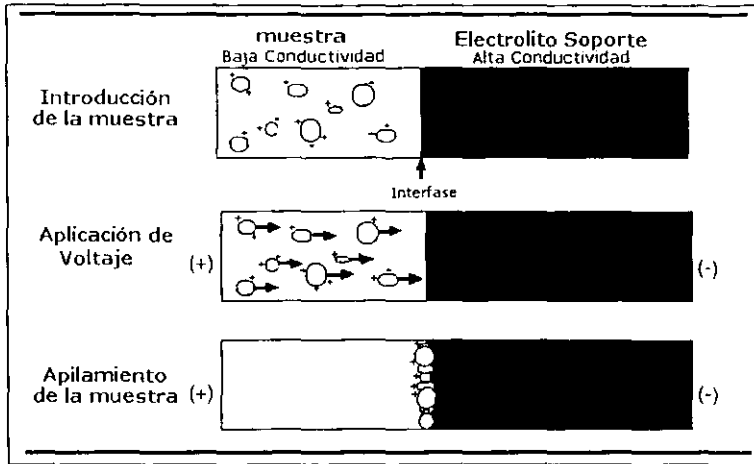 muestra
Baja Conductividad
Electrolito Soporte
Alta Conductividad
Introducción
de la muestra
Interfase
Aplicación de
Voltaje
(+)
(-)
Apilamiento
de la muestra
(+)
(-)